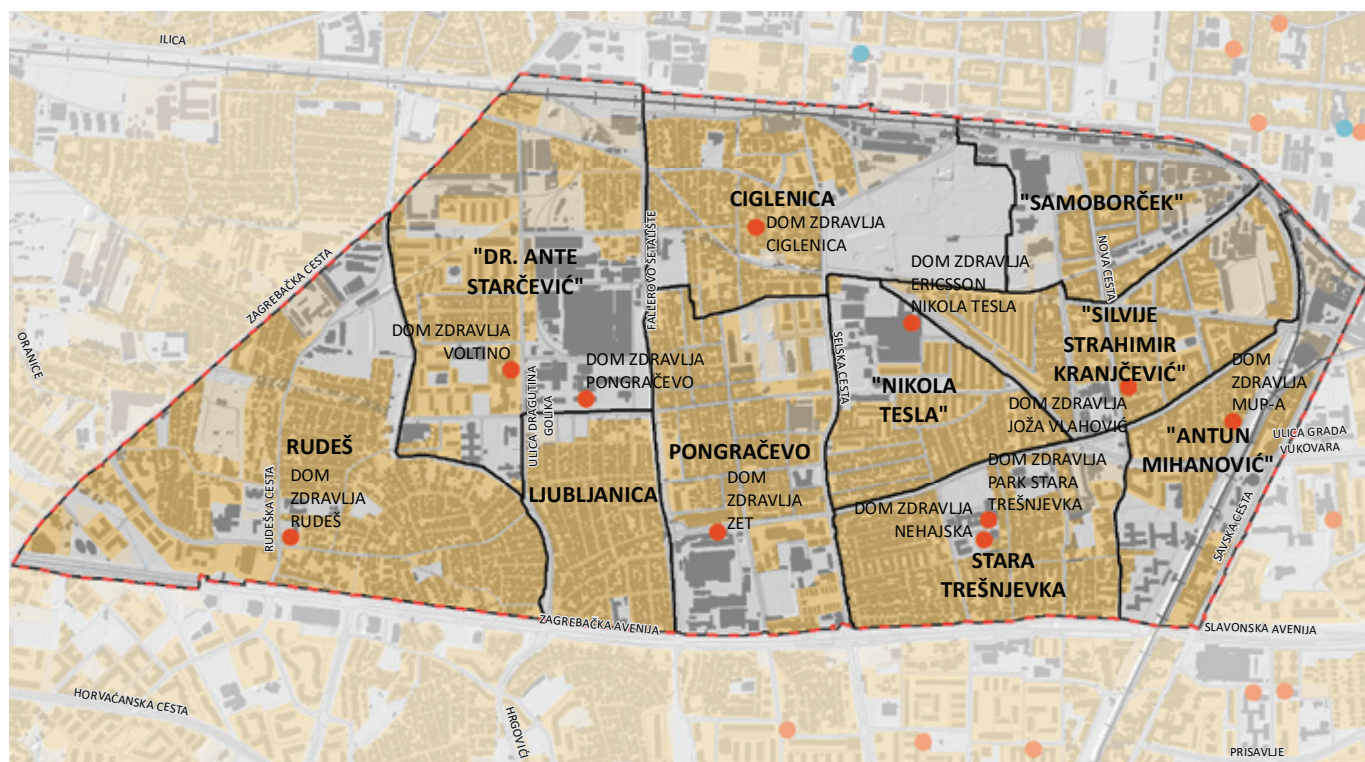 ILICA
CIGLENICA
DOM ZDRAVLJA
CIGLENICA
"SAMOBORČEK"
NOVA CESTA
"DR. ANTE
STARČEVIĆ"
FALLEROVO ŠETALIŠTE
ZAGREBAČKA CESTA
ORANICE
DOM ZDRAVLJA
ERICSSON
NIKOLA TESLA
DOM ZDRAVLJA
VOLTINO
DOM ZDRAVLJA
PONGRAČEVO
ULICA DRAGUTINA
GOLIKA
SELSKA CESTA
"SILVIJE
STRAHIMIR
KRANJČEVIĆ"
"NIKOLA
TESLA"
DOM ZDRAVLJA
JOŽA VLAHOVIĆ
DOM
ZDRAVLJA
MUP-A
"ANTUN
MIHANOVIĆ"
ULICA GRADA
VUKOVARA
RUDEŠ
DOM
ZDRAVLJA
RUDEŠ
RUDEŠKA CESTA
LJUBLJANICA
PONGRAČEVO
DOM
ZDRAVLJA
ZET
DOM ZDRAVLJA
PARK STARA
TREŠNJEVKA
DOM ZDRAVLJA
NEHAJSKA
STARA
TREŠNJEVKA
SAVSKA CESTA
ZAGREBAČKA AVENIJA
SLAVONSKA AVENIJA
HORVAĆANSKA CESTA
HRGOVIĆI
PRISAVLJE